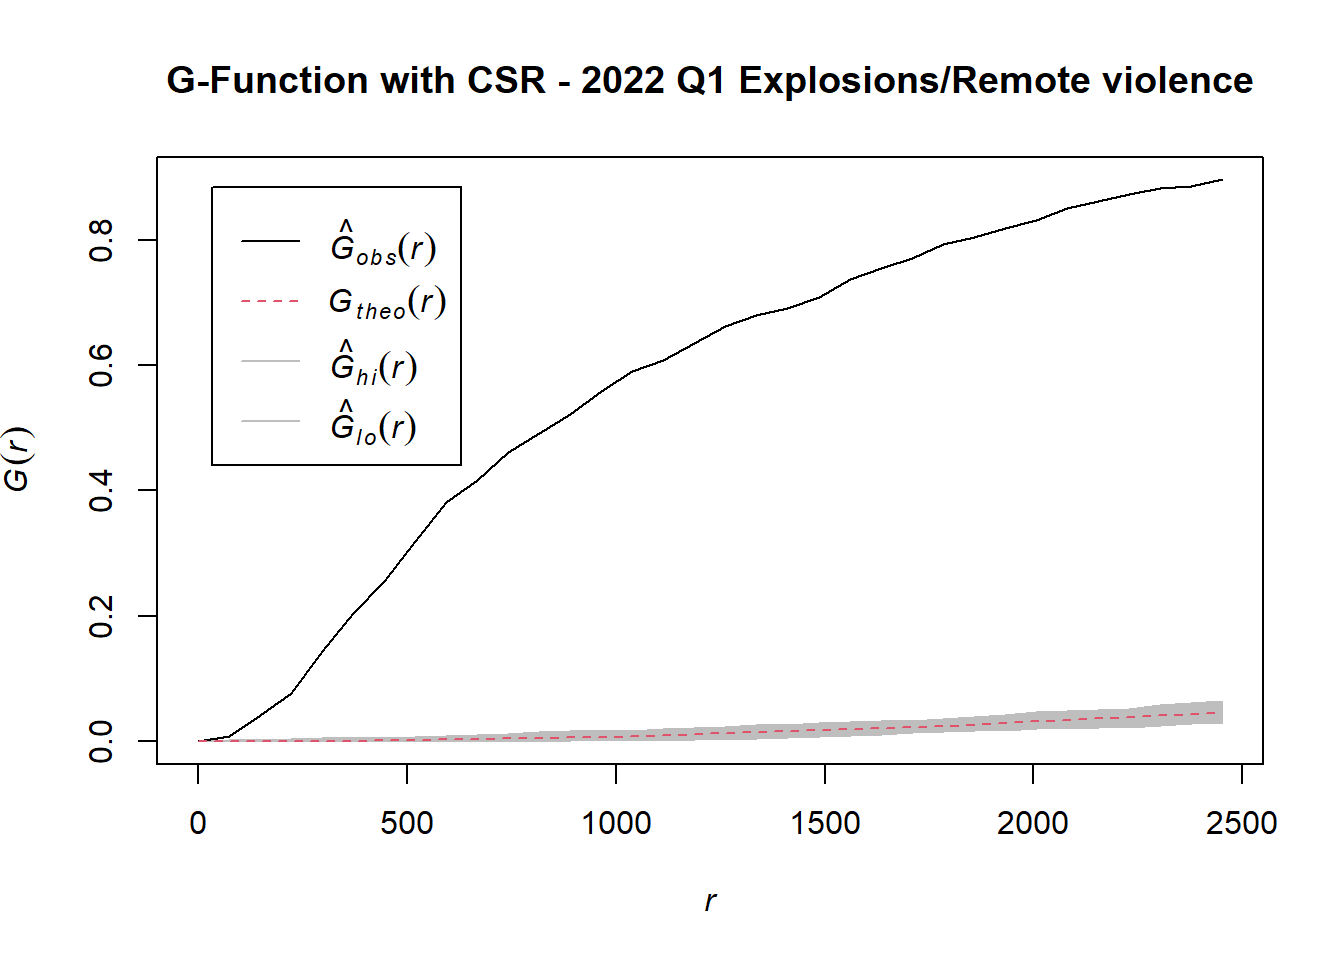 G-Function with CSR - 2022 Q1 Explosions/Remote violence
Ĝobs(r)
Gtheo(r)
Ĝhi(r)
Ĝlo(r)
G(r)
0.8
0.6
0.4
0.2
0.0
0 500 1000 1500 2000 2500
r